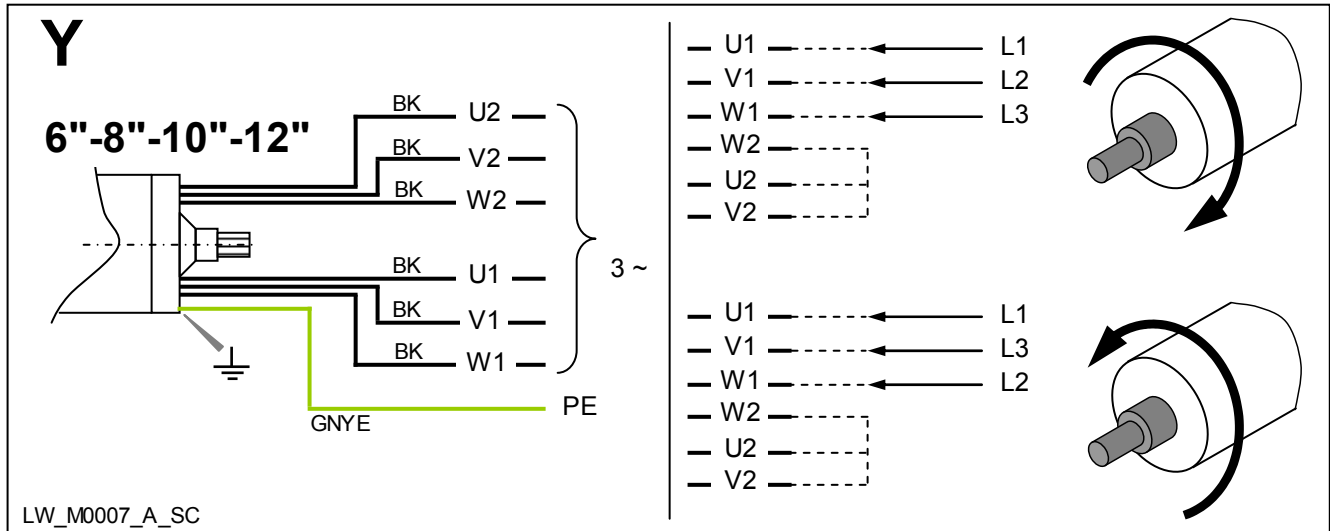 Y
6"-8"-10"-12"
BK U2
BK V2
BK W2
BK U1
BK V1
BK W1
3 ~
GNYE
PE
U1 L1
V1 L2
W1 L3
W2
U2
V2
U1 L1
V1 L3
W1 L2
W2
U2
V2
LW_M0007_A_SC